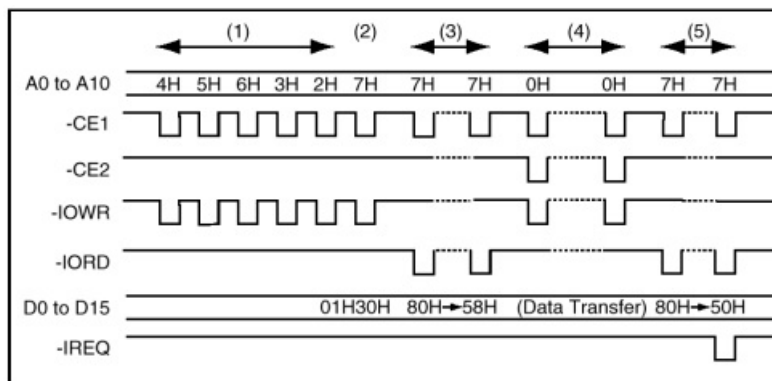 (1) (2) (3) (4) (5)
A0 to A10 4H 5H 6H 3H 2H 7H 7H 7H 0H 0H 7H 7H
-CE1
-CE2
-IOWR
-IORD
D0 to D15 01H30H 80H→58H (Data Transfer) 80H→50H
-IREQ